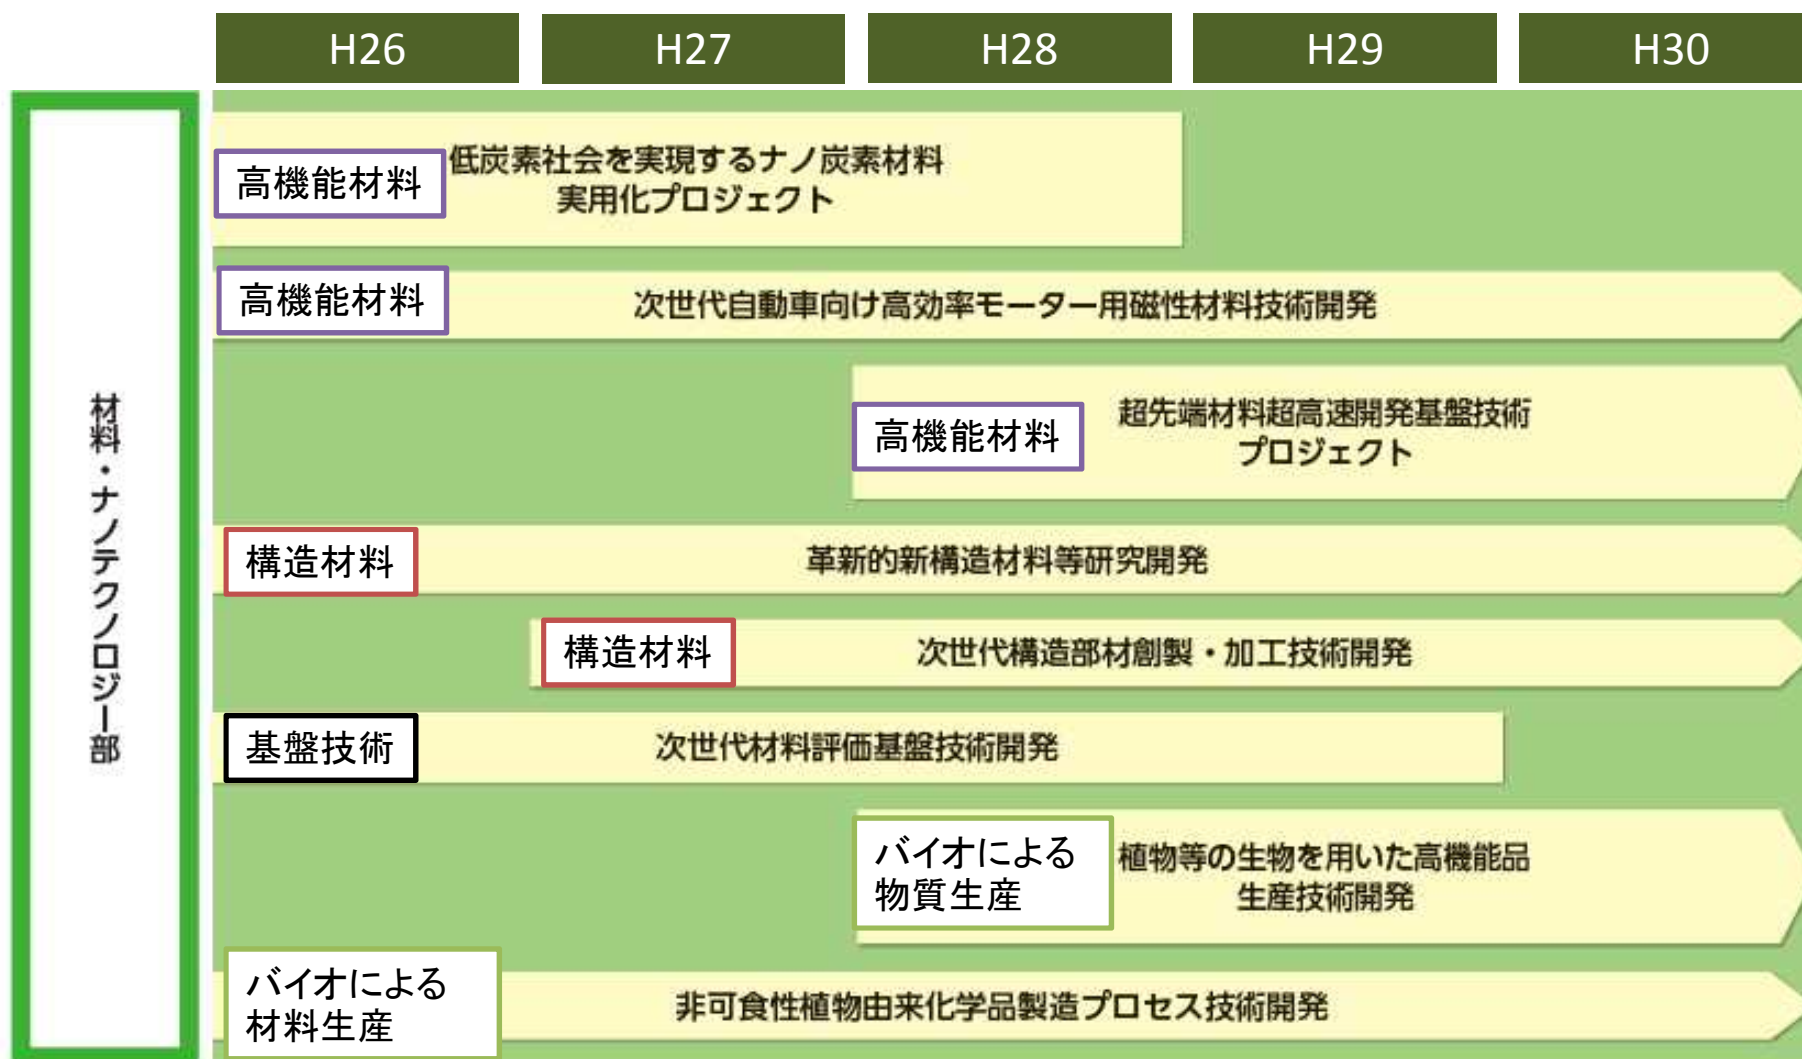 H26
H27
H28
H29
H30
材料・ナノテクノロジー部
高機能材料
低炭素社会を実現するナノ炭素材料
実用化プロジェクト
高機能材料
次世代自動車向け高効率モーター用磁性材料技術開発
高機能材料
超先端材料超高速開発基盤技術
プロジェクト
構造材料
革新的新構造材料等研究開発
構造材料
次世代構造部材創製・加工技術開発
基盤技術
次世代材料評価基盤技術開発
バイオによる
物質生産
植物等の生物を用いた高機能品
生産技術開発
バイオによる
材料生産
非可食性植物由来化学品製造プロセス技術開発